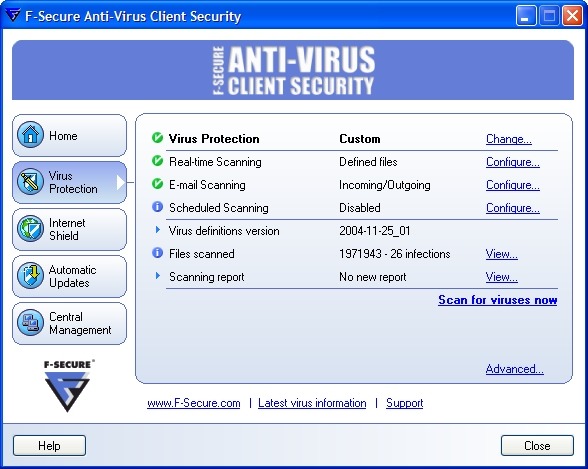 F-Secure Anti-Virus Client Security
F-SECURE ANTI-VIRUS
CLIENT SECURITY
Home
Virus
Protection
Internet
Shield
Automatic
Updates
Central
Management
F-SECURE®
Virus Protection Custom Change...
Real-time Scanning Defined files Configure...
E-mail Scanning Incoming/Outgoing Configure...
Scheduled Scanning Disabled Configure...
Virus definitions version 2004-11-25_01
Files scanned 1971943 - 26 infections View...
Scanning report No new report View...
Scan for viruses now
Advanced...
www.F-Secure.com | Latest virus information | Support
Help Close